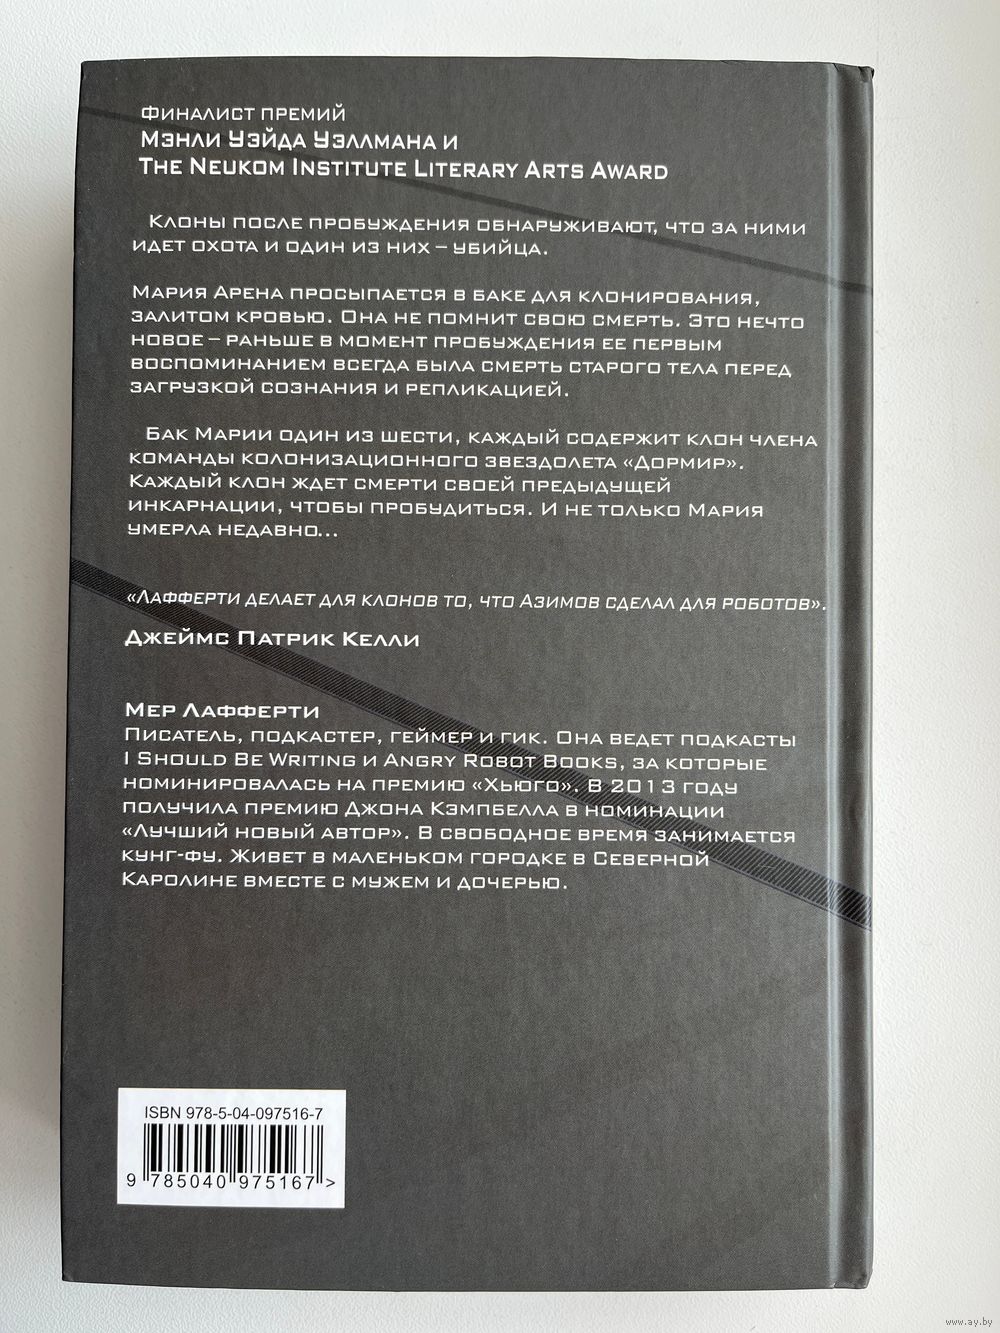 Финалист премий
Мэнли Уэйда Уэллмана и
The Neukom Institute Literary Arts Award
Клоны после пробуждения обнаруживают, что за ними
идет охота и один из них – убийца.
Мария Арена просыпается в баке для клонирования,
залитом кровью. Она не помнит свою смерть. Это нечто
новое – раньше в момент пробуждения ее первым
воспоминанием всегда была смерть старого тела перед
загрузкой сознания и репликацией.
Бак Марии один из шести, каждый содержит клон члена
команды колонизационного звездолета «Дормир».
Каждый клон ждет смерти своей предыдущей
инкарнации, чтобы пробудиться. И не только Мария
умерла недавно...
«Лафферти делает для клонов то, что Азимов сделал для роботов».
Джеймс Патрик Келли
Мер Лафферти
Писатель, подкастер, геймер и гик. Она ведет подкасты
I Should Be Writing и Angry Robot Books, за которые
номинировалась на премию «Хьюго». В 2013 году
получила премию Джона Кэмпбелла в номинации
«Лучший новый автор». В свободное время занимается
кунг-фу. Живет в маленьком городке в Северной
Каролине вместе с мужем и дочерью.
ISBN 978-5-04-097516-7
9 785040 975167 >
www.ay.by